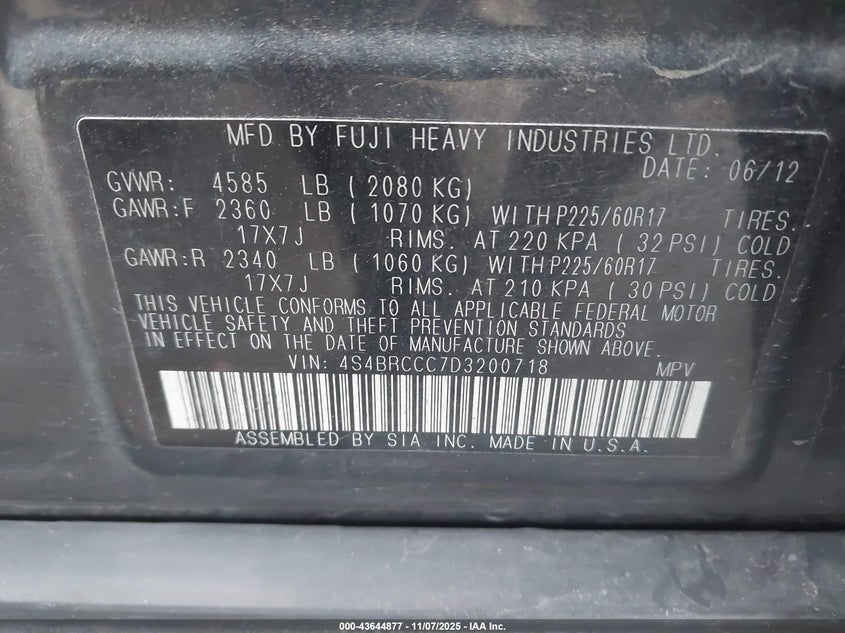 MFD BY FUJI HEAVY INDUSTRIES LTD.
DATE: 06/12
GVWR: 4585 LB ( 2080 KG)
GAWR:F 2360 LB ( 1070 KG) WITH P225/60R17 TIRES.
17X7J RIMS. AT 220 KPA ( 32 PSI) COLD
GAWR:R 2340 LB ( 1060 KG) WITH P225/60R17 TIRES.
17X7J RIMS. AT 210 KPA ( 30 PSI) COLD
THIS VEHICLE CONFORMS TO ALL APPLICABLE FEDERAL MOTOR
VEHICLE SAFETY AND THEFT PREVENTION STANDARDS
IN EFFECT ON THE DATE OF MANUFACTURE SHOWN ABOVE.
VIN: 4S4BRCCC7D3200718 MPV
ASSEMBLED BY SIA INC. MADE IN U.S.A.
000-43644877 - 11/07/2025 - IAA Inc.